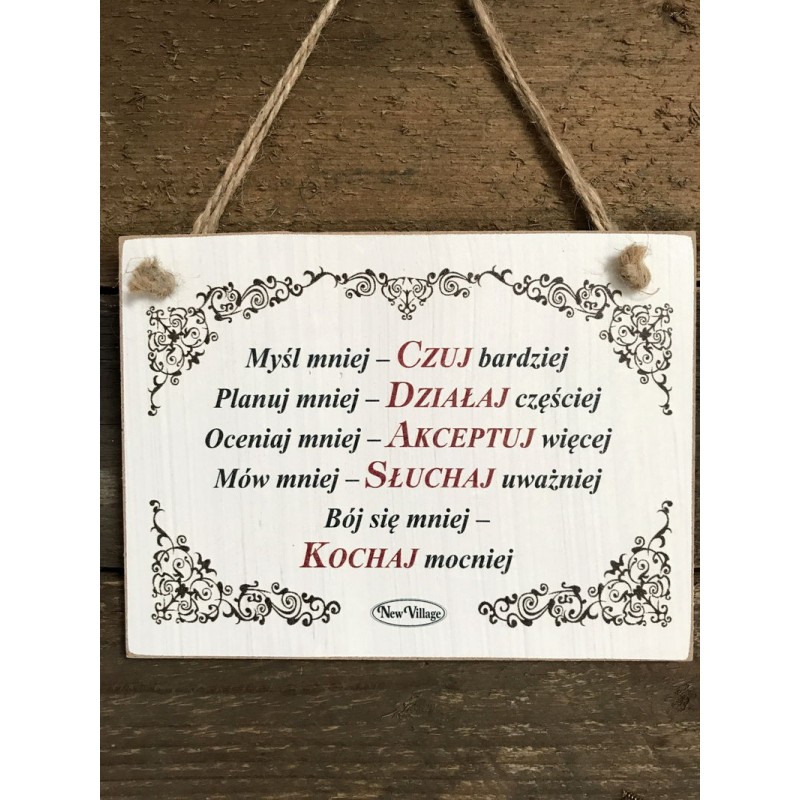 Myśl mniej – CZUJ bardziej
Planuj mniej – DZIAŁAJ częściej
Oceniaj mniej – AKCEPTUJ więcej
Mów mniej – SŁUCHAJ uważniej
Bój się mniej –
KOCHAJ mocniej
New Village